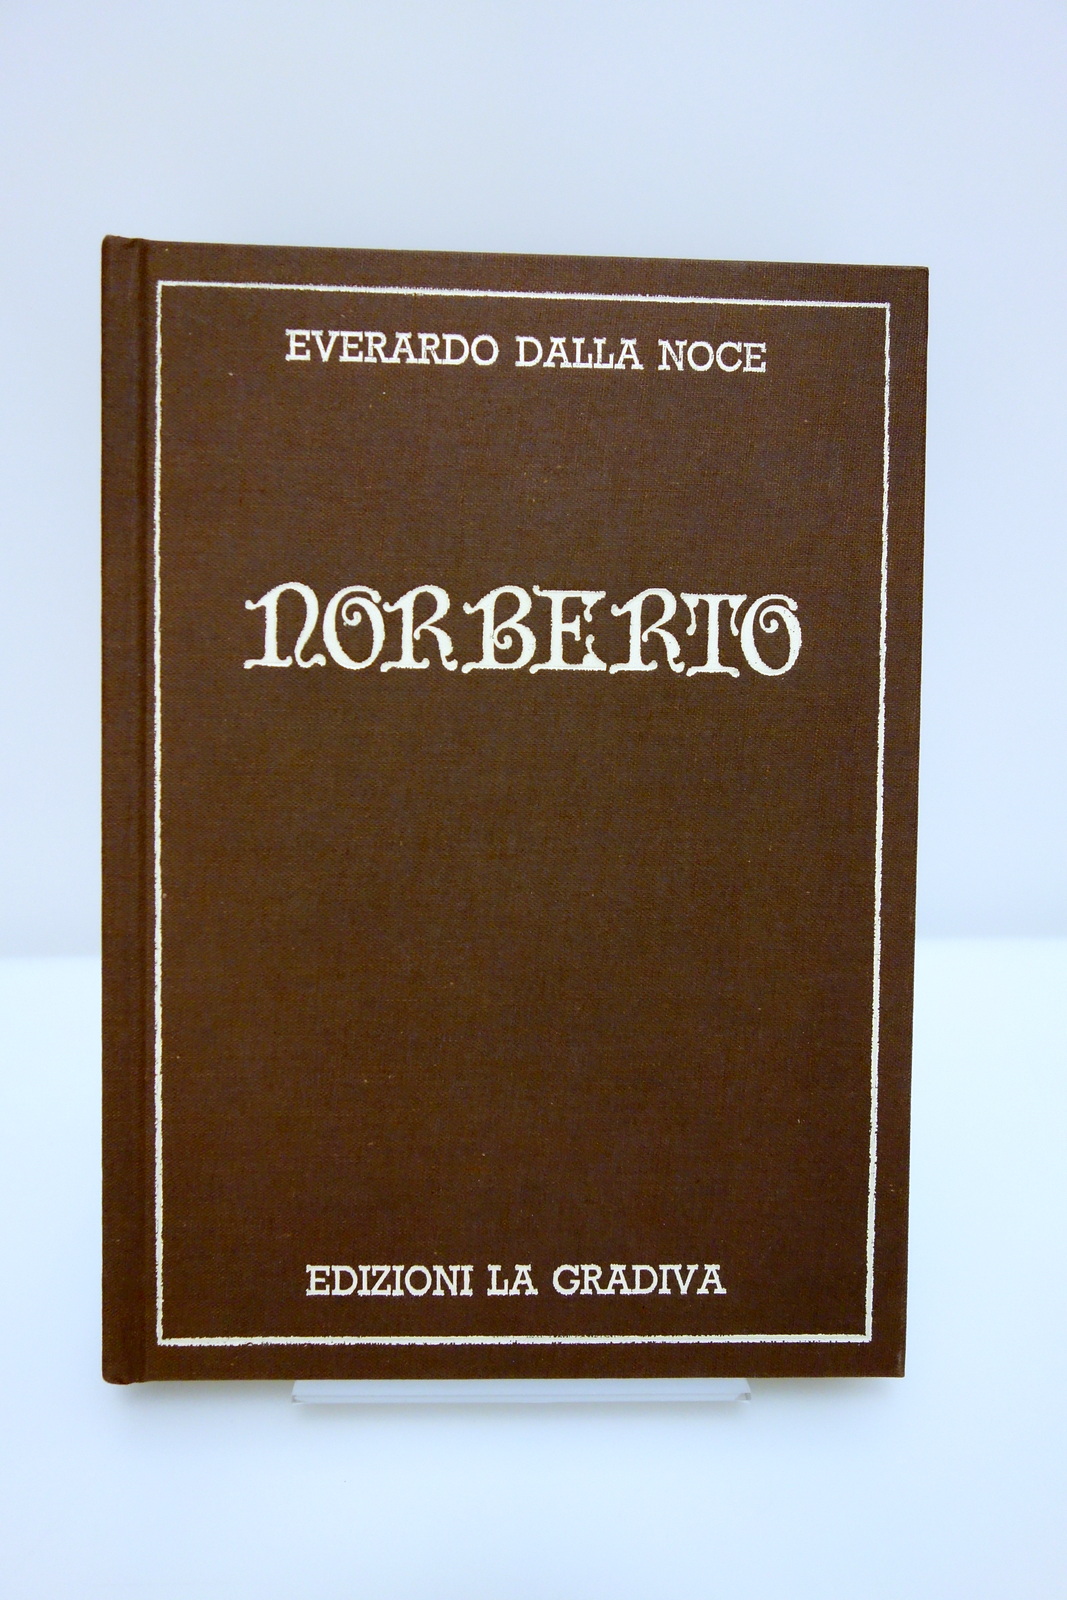 EVERARDO DALLA NOCE
NORBERTO
EDIZIONI LA GRADIVA